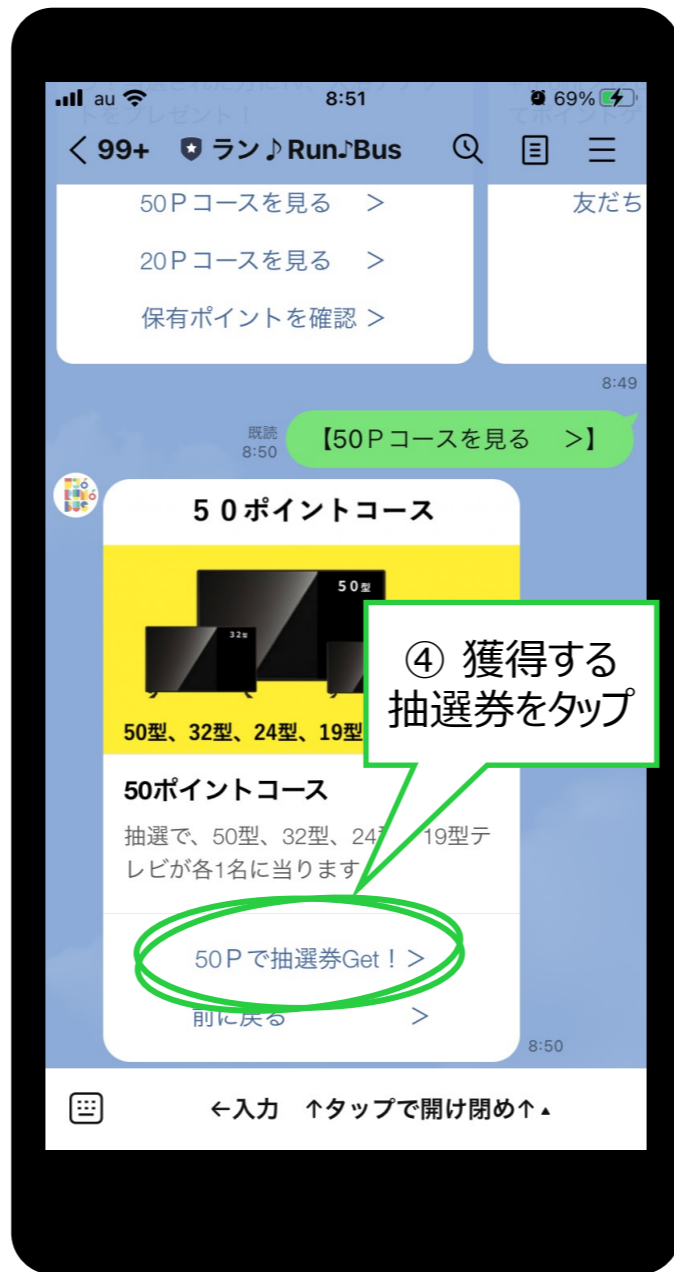 au 8:51 69%
トをプレゼント！
< 99+ ラン♪Run♪Bus
50Ｐコースを見る ＞
友だち
20Ｐコースを見る ＞
保有ポイントを確認 ＞
8:49
既読
8:50
【50Ｐコースを見る ＞】
５０ポイントコース
50型
32型
50型、32型、24型、19型
④ 獲得する
抽選券をタップ
50ポイントコース
抽選で、50型、32型、24型、19型テ
レビが各1名に当ります
50Ｐで抽選券Get！＞
前に戻る ＞
8:50
←入力 ↑タップで開け閉め↑▲